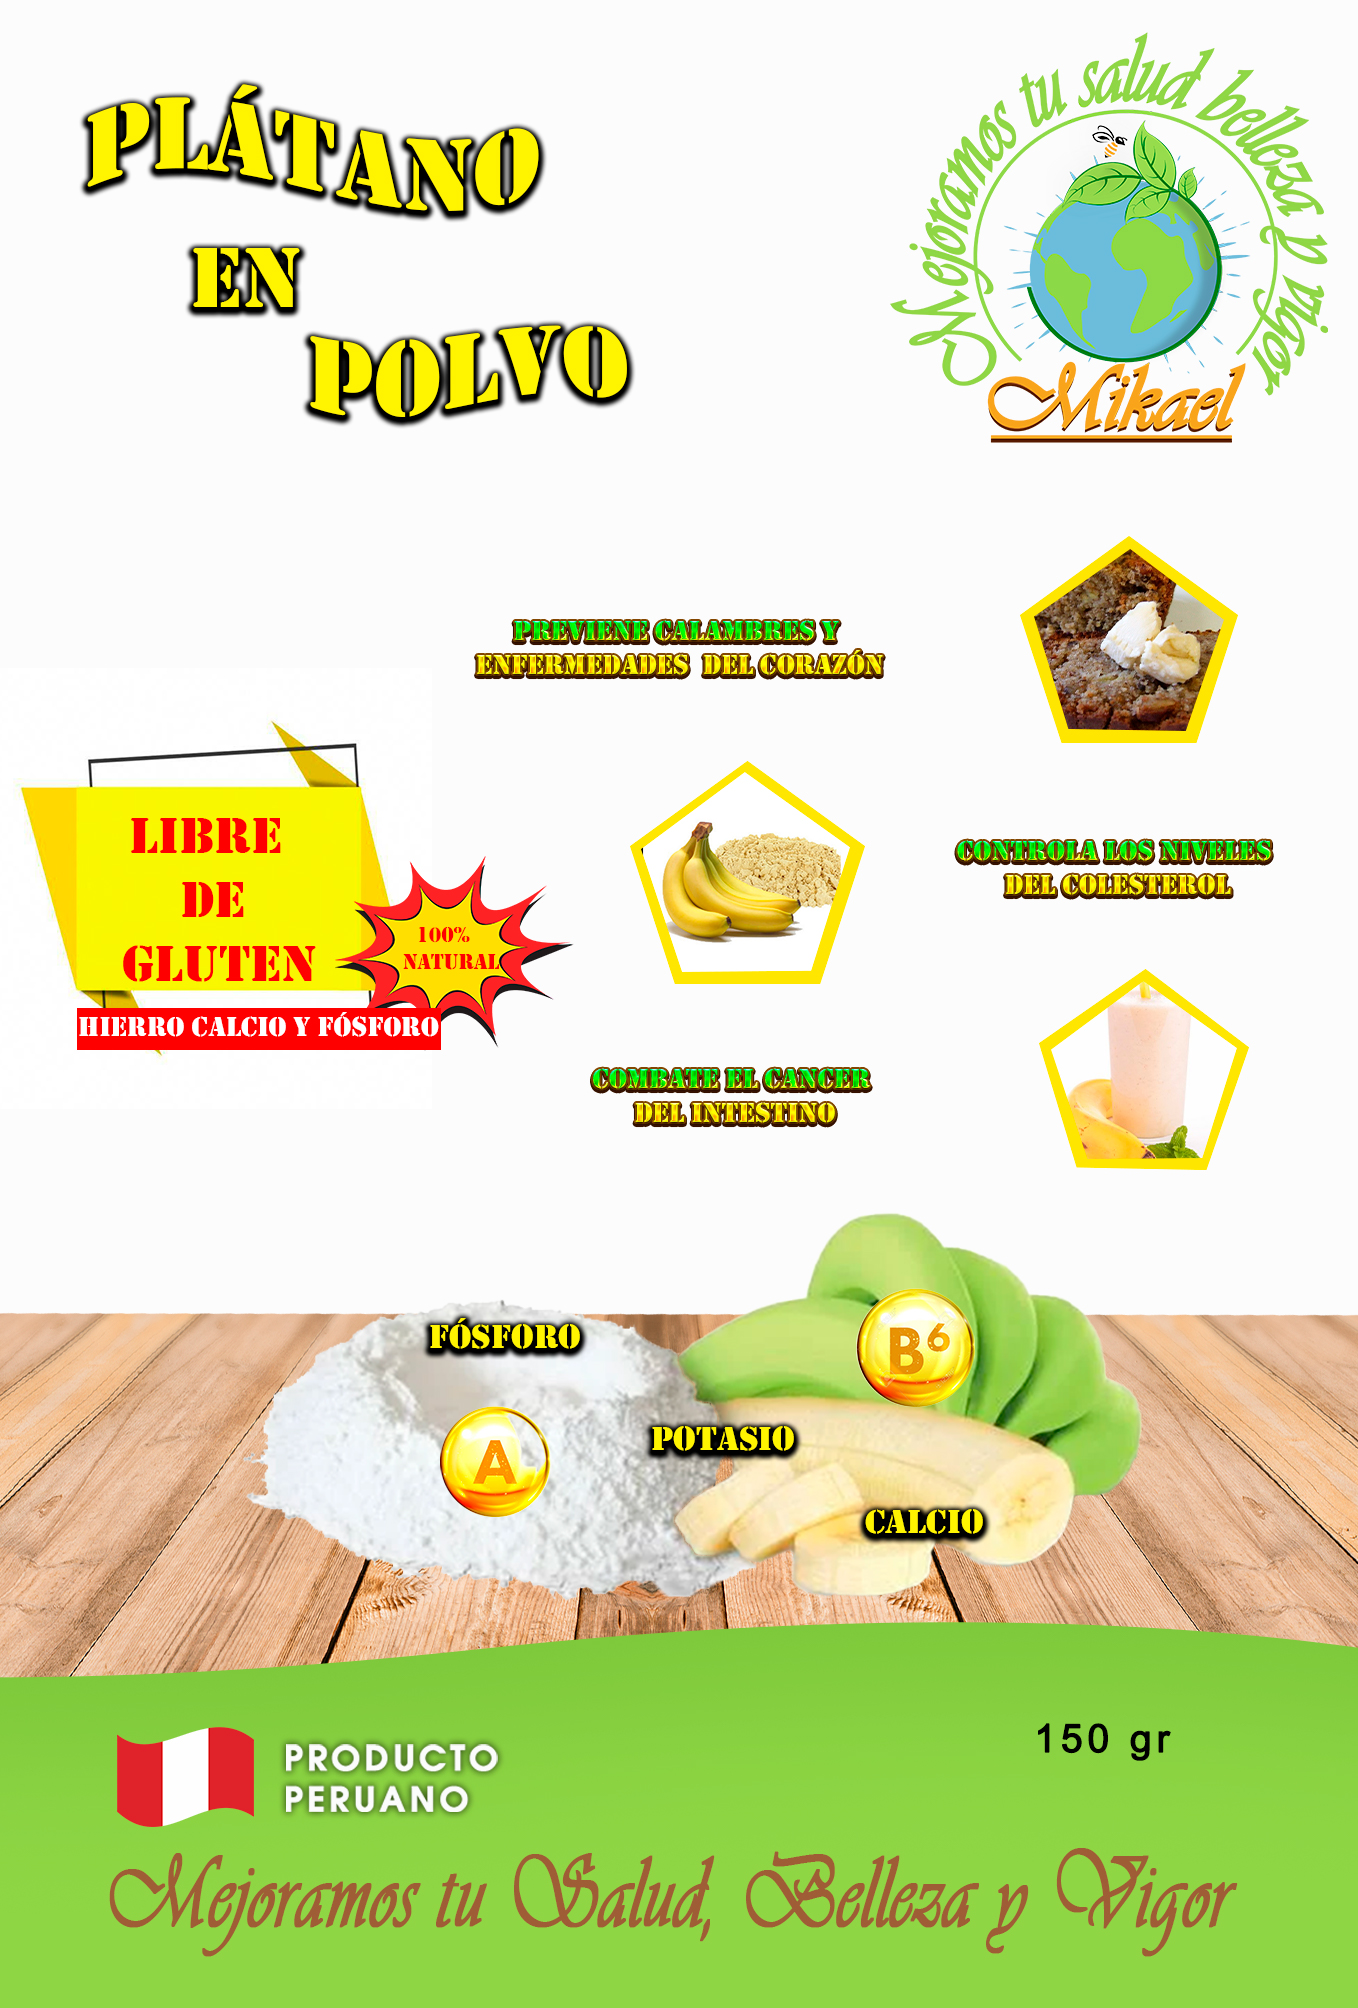 PLÁTANO
EN
POLVO
Mejoramos tu salud belleza y vigor
Mikael
PREVIENE CALAMBRES Y
ENFERMEDADES DEL CORAZÓN
LIBRE
DE
GLUTEN
100%
NATURAL
HIERRO CALCIO Y FÓSFORO
CONTROLA LOS NIVELES
DEL COLESTEROL
COMBATE EL CANCER
DEL INTESTINO
FÓSFORO
B6
A
POTASIO
CALCIO
PRODUCTO
PERUANO
150 gr
Mejoramos tu Salud, Belleza y Vigor